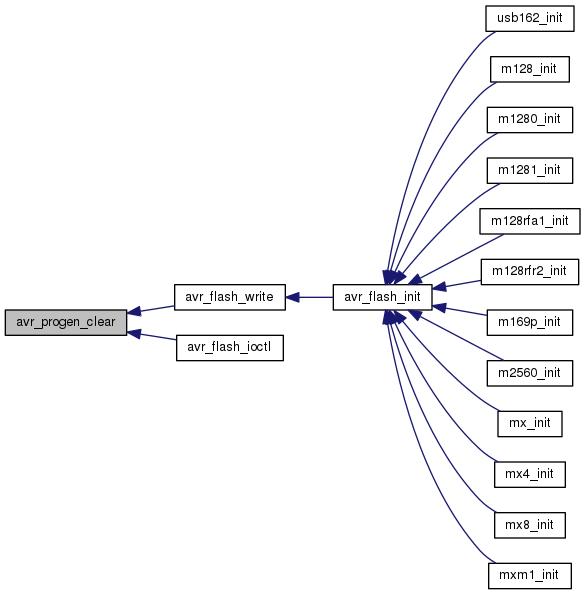 usb162_init
m128_init
m1280_init
m1281_init
m128rfa1_init
m128rfr2_init
avr_flash_write
avr_flash_init
avr_progen_clear
m169p_init
avr_flash_ioctl
m2560_init
mx_init
mx4_init
mx8_init
mxm1_init